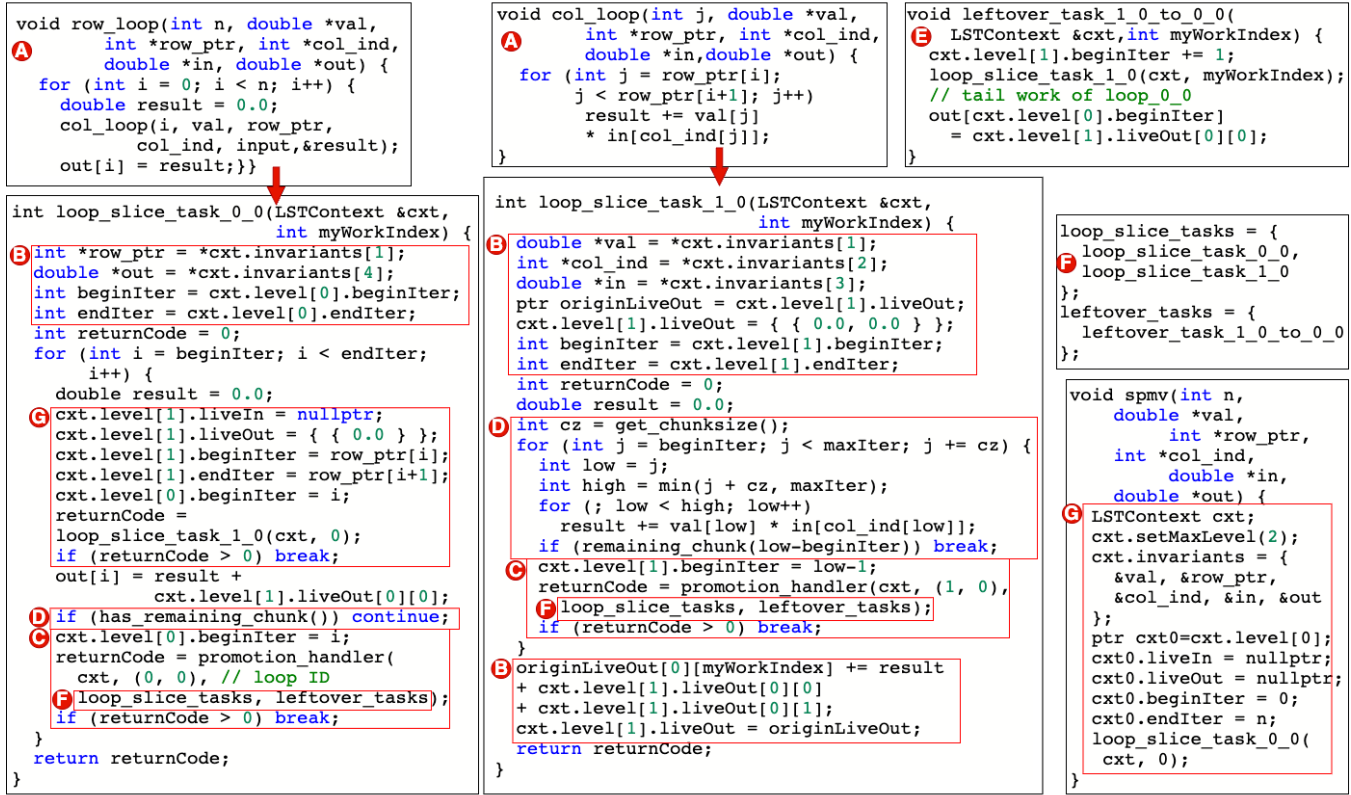 void row_loop(int n, double *val,
int *row_ptr, int *col_ind,
A
double *in, double *out) {
for (int i = 0; i < n; i++) {
double result = 0.0;
col_loop(i, val, row_ptr,
col_ind, input,&result);
out[i] = result;}}
void col_loop(int j, double *val,
int *row_ptr, int *col_ind,
A
double *in,double *out) {
for (int j = row_ptr[i];
j < row_ptr[i+1]; j++)
result += val[j]
* in[col_ind[j]];
}
void leftover_task_1_0_to_0_0(
E LSTContext &cxt,int myWorkIndex) {
cxt.level[1].beginIter += 1;
loop_slice_task_1_0(cxt, myWorkIndex);
// tail work of loop_0_0
out[cxt.level[0].beginIter]
= cxt.level[1].liveOut[0][0];
}
int loop_slice_task_0_0(LSTContext &cxt,
int myWorkIndex) {
B int *row_ptr = *cxt.invariants[1];
double *out = *cxt.invariants[4];
int beginIter = cxt.level[0].beginIter;
int endIter = cxt.level[0].endIter;
int returnCode = 0;
for (int i = beginIter; i < endIter;
i++) {
double result = 0.0;
G cxt.level[1].liveIn = nullptr;
cxt.level[1].liveOut = { { 0.0 } };
cxt.level[1].beginIter = row_ptr[i];
cxt.level[1].endIter = row_ptr[i+1];
cxt.level[0].beginIter = i;
returnCode =
loop_slice_task_1_0(cxt, 0);
if (returnCode > 0) break;
out[i] = result +
cxt.level[1].liveOut[0][0];
D if (has_remaining_chunk()) continue;
C cxt.level[0].beginIter = i;
returnCode = promotion_handler(
cxt, (0, 0), // loop ID
F loop_slice_tasks, leftover_tasks);
if (returnCode > 0) break;
}
return returnCode;
}
int loop_slice_task_1_0(LSTContext &cxt,
int myWorkIndex) {
B double *val = *cxt.invariants[1];
int *col_ind = *cxt.invariants[2];
double *in = *cxt.invariants[3];
ptr originLiveOut = cxt.level[1].liveOut;
cxt.level[1].liveOut = { { 0.0, 0.0 } };
int beginIter = cxt.level[1].beginIter;
int endIter = cxt.level[1].endIter;
int returnCode = 0;
double result = 0.0;
D int cz = get_chunksize();
for (int j = beginIter; j < maxIter; j += cz) {
int low = j;
int high = min(j + cz, maxIter);
for (; low < high; low++)
result += val[low] * in[col_ind[low]];
if (remaining_chunk(low-beginIter)) break;
C cxt.level[1].beginIter = low-1;
returnCode = promotion_handler(cxt, (1, 0),
F loop_slice_tasks, leftover_tasks);
if (returnCode > 0) break;
}
B originLiveOut[0][myWorkIndex] += result
+ cxt.level[1].liveOut[0][0]
+ cxt.level[1].liveOut[0][1];
cxt.level[1].liveOut = originLiveOut;
return returnCode;
}
loop_slice_tasks = {
F loop_slice_task_0_0,
loop_slice_task_1_0
};
leftover_tasks = {
leftover_task_1_0_to_0_0
};
void spmv(int n,
double *val,
int *row_ptr,
int *col_ind,
double *in,
double *out) {
G LSTContext cxt;
cxt.setMaxLevel(2);
cxt.invariants = {
&val, &row_ptr,
&col_ind, &in, &out
};
ptr cxt0=cxt.level[0];
cxt0.liveIn = nullptr;
cxt0.liveOut = nullptr;
cxt0.beginIter = 0;
cxt0.endIter = n;
loop_slice_task_0_0(
cxt, 0);
}